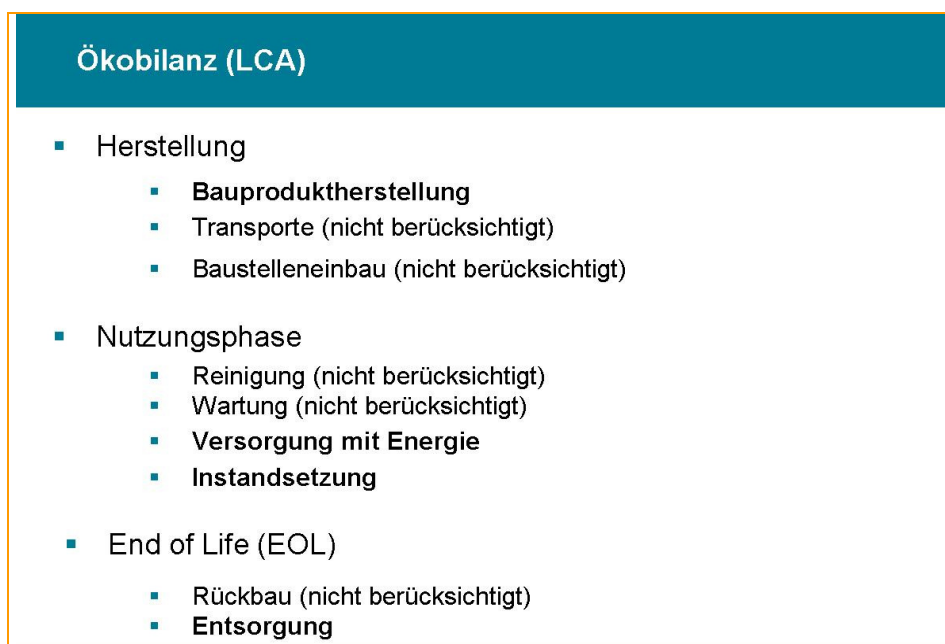 Ökobilanz (LCA)
▪ Herstellung
▪ Bauproduktherstellung
▪ Transporte (nicht berücksichtigt)
▪ Baustelleneinbau (nicht berücksichtigt)
▪ Nutzungsphase
▪ Reinigung (nicht berücksichtigt)
▪ Wartung (nicht berücksichtigt)
▪ Versorgung mit Energie
▪ Instandsetzung
▪ End of Life (EOL)
▪ Rückbau (nicht berücksichtigt)
▪ Entsorgung